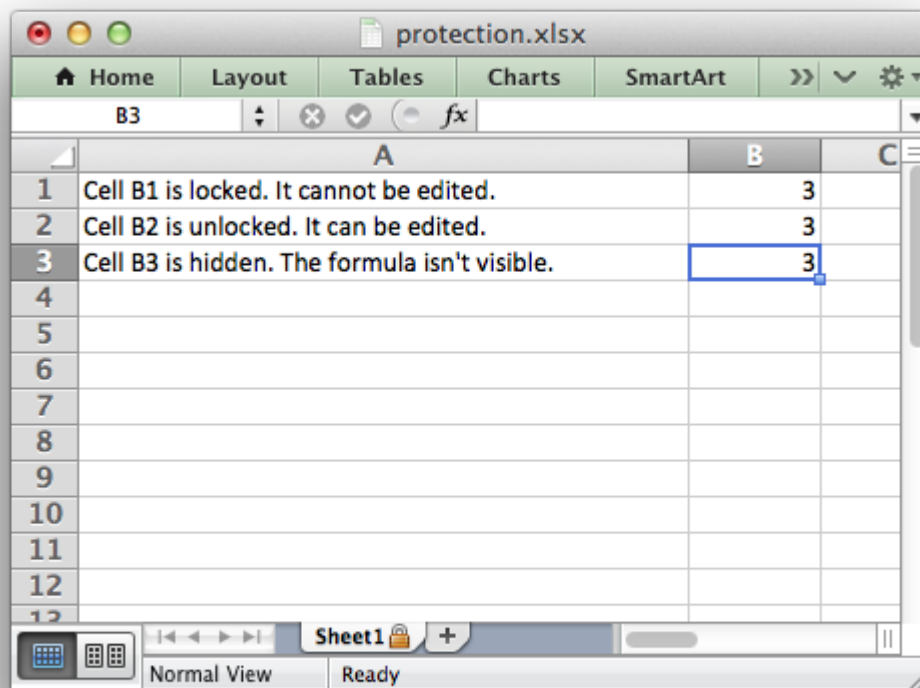 protection.xlsx
Home Layout Tables Charts SmartArt
B3 fx
A B C
1 Cell B1 is locked. It cannot be edited. 3
2 Cell B2 is unlocked. It can be edited. 3
3 Cell B3 is hidden. The formula isn't visible. 3
4
5
6
7
8
9
10
11
12
13
Sheet1 +
Normal View Ready